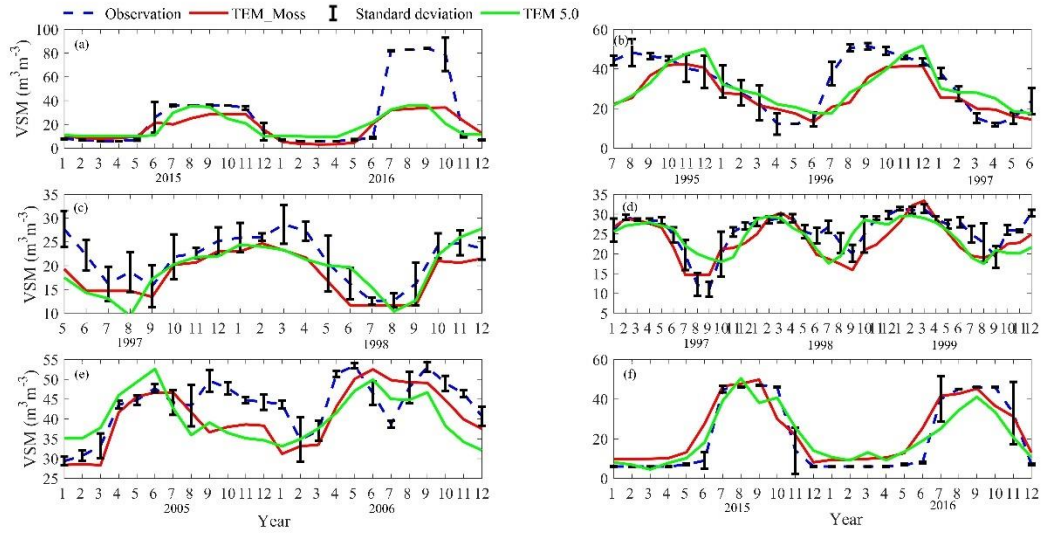 Observation TEM_Moss Standard deviation TEM 5.0
(a)
VSM (m³m⁻³)
100
80
60
40
20
0
1 2 3 4 5 6 7 8 9 10 11 12 1 2 3 4 5 6 7 8 9 10 11 12
2015 2016
(b)
60
40
20
0
7 8 9 10 11 12 1 2 3 4 5 6 7 8 9 10 11 12 1 2 3 4 5 6
1995 1996 1997
(c)
VSM (m³m⁻³)
35
30
25
20
15
10
5 6 7 8 9 10 11 12 1 2 3 4 5 6 7 8 9 10 11 12
1997 1998
(d)
35
30
25
20
15
10
5
1 2 3 4 5 6 7 8 9 10 11 12 1 2 3 4 5 6 7 8 9 10 11 12 1 2 3 4 5 6 7 8 9 10 11 12
1997 1998 1999
(e)
VSM (m³m⁻³)
55
50
45
40
35
30
25
1 2 3 4 5 6 7 8 9 10 11 12 1 2 3 4 5 6 7 8 9 10 11 12
2005 2006
Year
(f)
60
40
20
0
1 2 3 4 5 6 7 8 9 10 11 12 1 2 3 4 5 6 7 8 9 10 11 12
2015 2016
Year